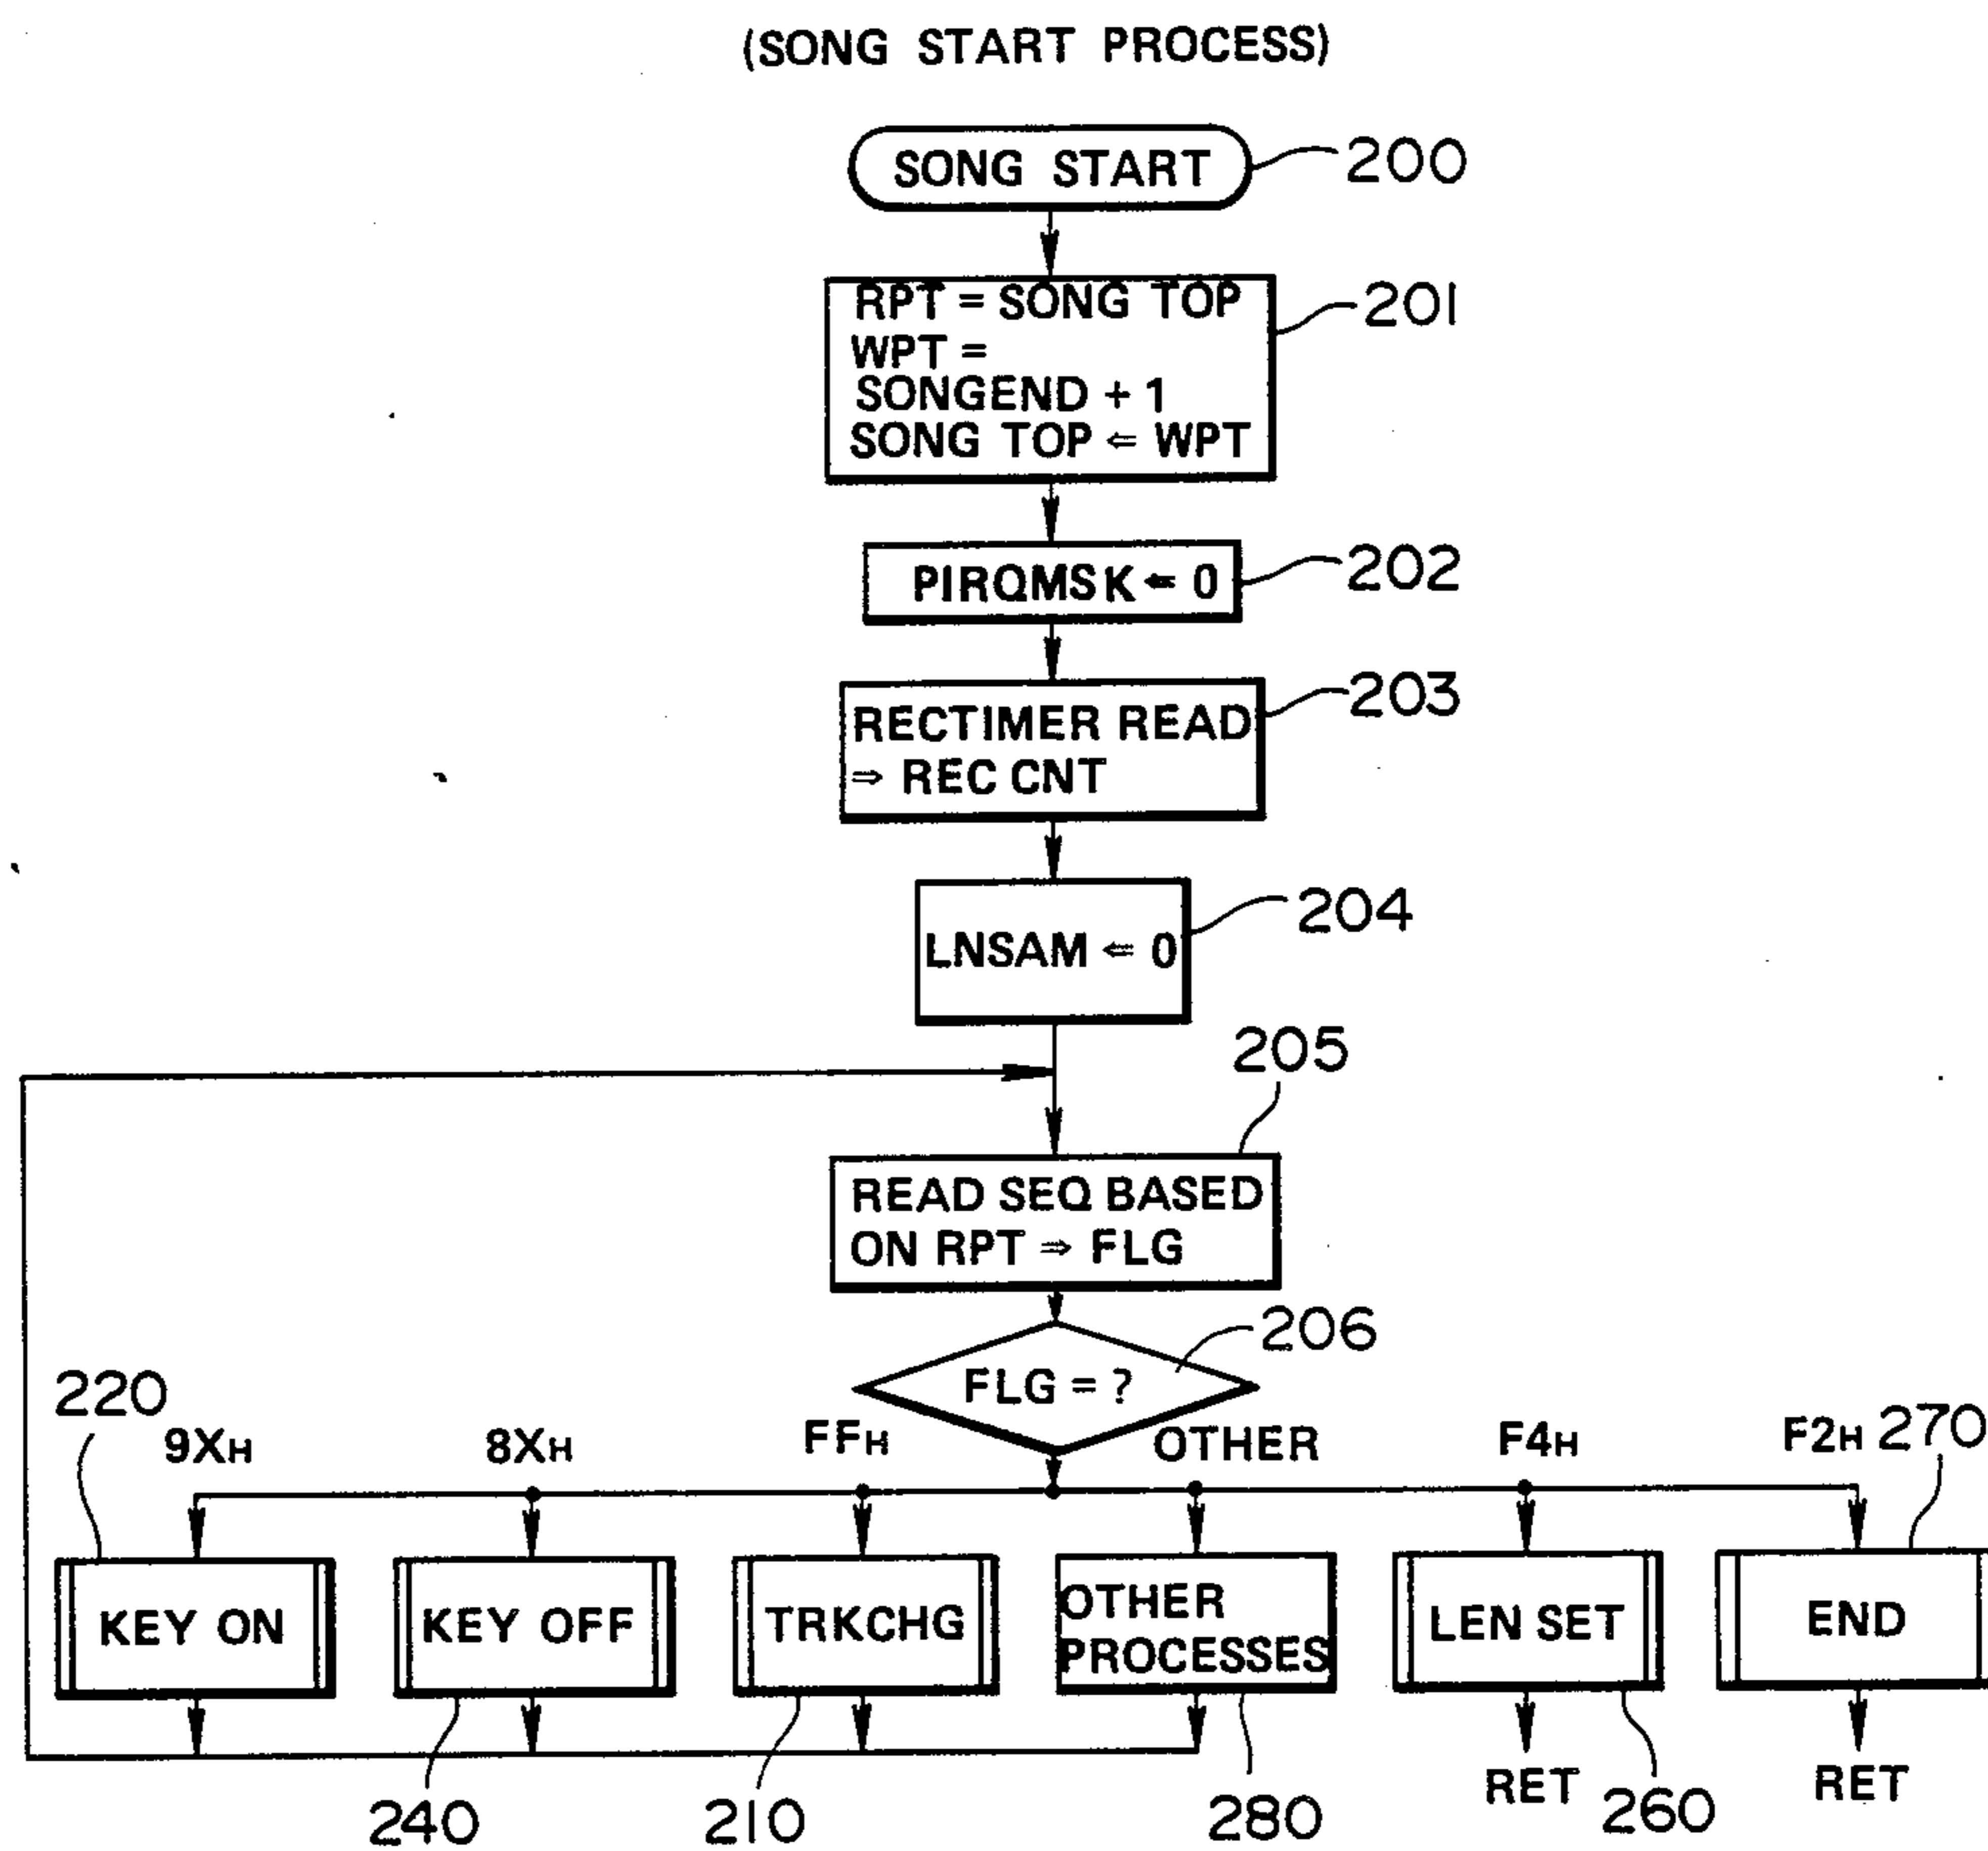 (SONG START PROCESS)
SONG START
200
RPT = SONG TOP
WPT =
SONGEND + 1
SONG TOP ⇐ WPT
201
PIRQMSK ⇐ 0
202
RECTIMER READ
⇒ REC CNT
203
LNSAM ⇐ 0
204
205
READ SEQ BASED
ON RPT ⇒ FLG
206
FLG = ?
220
9XH
8XH
FFH
OTHER
F4H
F2H
270
KEY ON
KEY OFF
TRKCHG
OTHER
PROCESSES
LEN SET
END
240
210
280
RET
260
RET